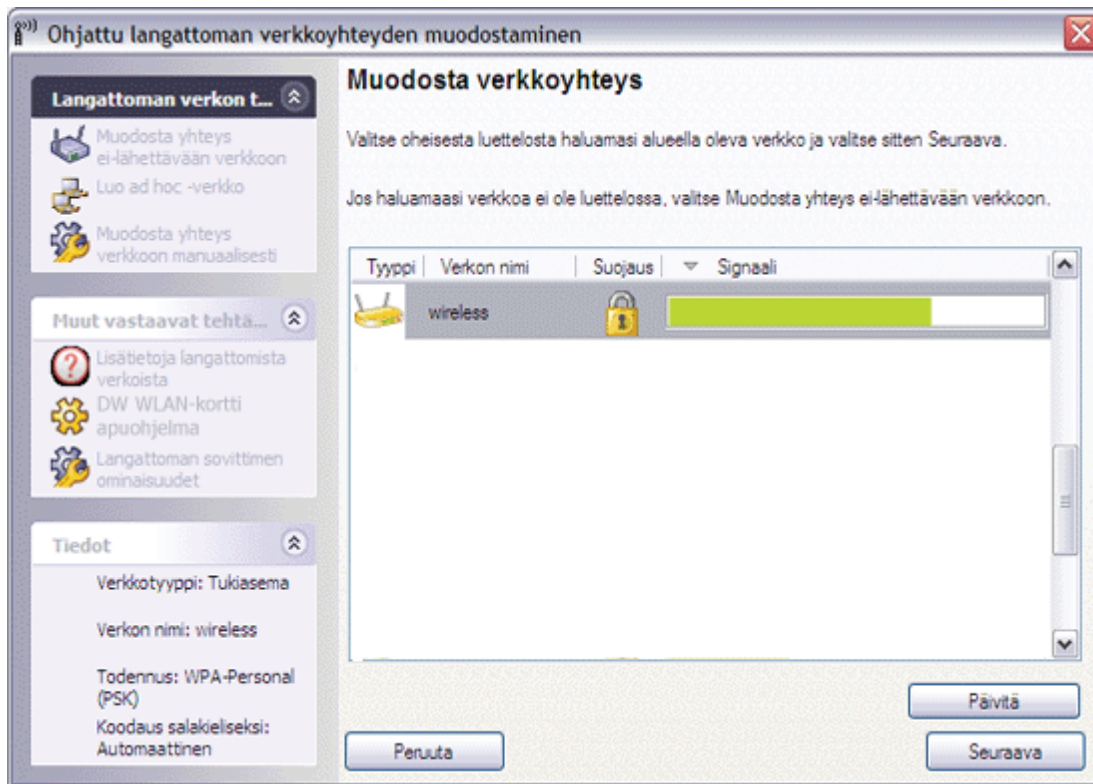 Ohjattu langattoman verkkoyhteyden muodostaminen
Langattoman verkon t...
Muodosta yhteys
ei-lähettävään verkkoon
Luo ad hoc -verkko
Muodosta yhteys
verkkoon manuaalisesti
Muut vastaavat tehtä...
Lisätietoja langattomista
verkoista
DW WLAN-kortti
apuohjelma
Langattoman sovittimen
ominaisuudet
Tiedot
Verkkotyyppi: Tukiasema
Verkon nimi: wireless
Todennus: WPA-Personal
(PSK)
Koodaus salakieliseksi:
Automaattinen
Muodosta verkkoyhteys
Valitse oheisesta luettelosta haluamasi alueella oleva verkko ja valitse sitten Seuraava.
Jos haluamaasi verkkoa ei ole luettelossa, valitse Muodosta yhteys ei-lähettävään verkkoon.
Tyyppi Verkon nimi Suojaus Signaali
wireless
Päivitä
Peruuta Seuraava